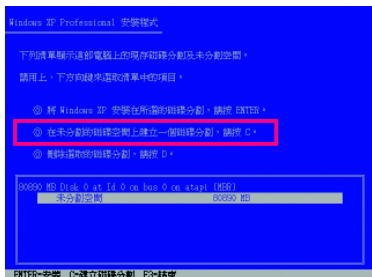 Windows XP Professional 安裝程式
下列清單顯示這部電腦上的現存磁碟分割及未分割空間。
請用上、下方向鍵來選取清單中的項目。
◎ 將 Windows XP 安裝在所選的磁碟分割，請按 ENTER。
◎ 在未分割的磁碟空間上建立一個磁碟分割，請按 C。
◎ 刪除選取的磁碟分割，請按 D。
80890 MB Disk 0 at Id 0 on bus 0 on atapi [MBR]
未分割空間 80890 MB
ENTER=安裝 C=建立磁碟分割 F3=結束